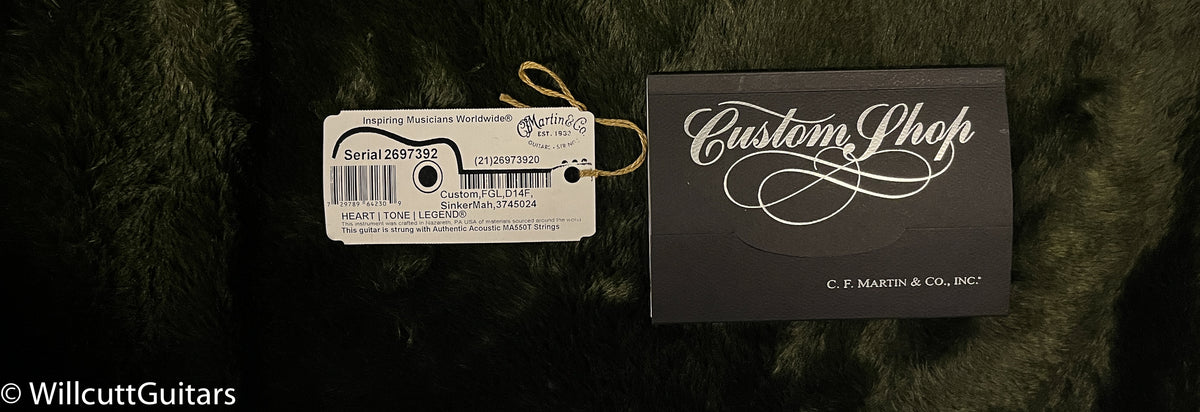 Inspiring Musicians Worldwide®
CF Martin & Co.
EST. 1833
Serial 2697392
(21)26973920
7 29789 64230 9
Custom,FGL,D14F,
SinkerMah,3745024
HEART | TONE | LEGEND®
This instrument was crafted in Nazareth, PA USA of materials sourced around the world
This guitar is strung with Authentic Acoustic MA550T Strings
Custom Shop
C. F. MARTIN & CO., INC.®
© WillcuttGuitars